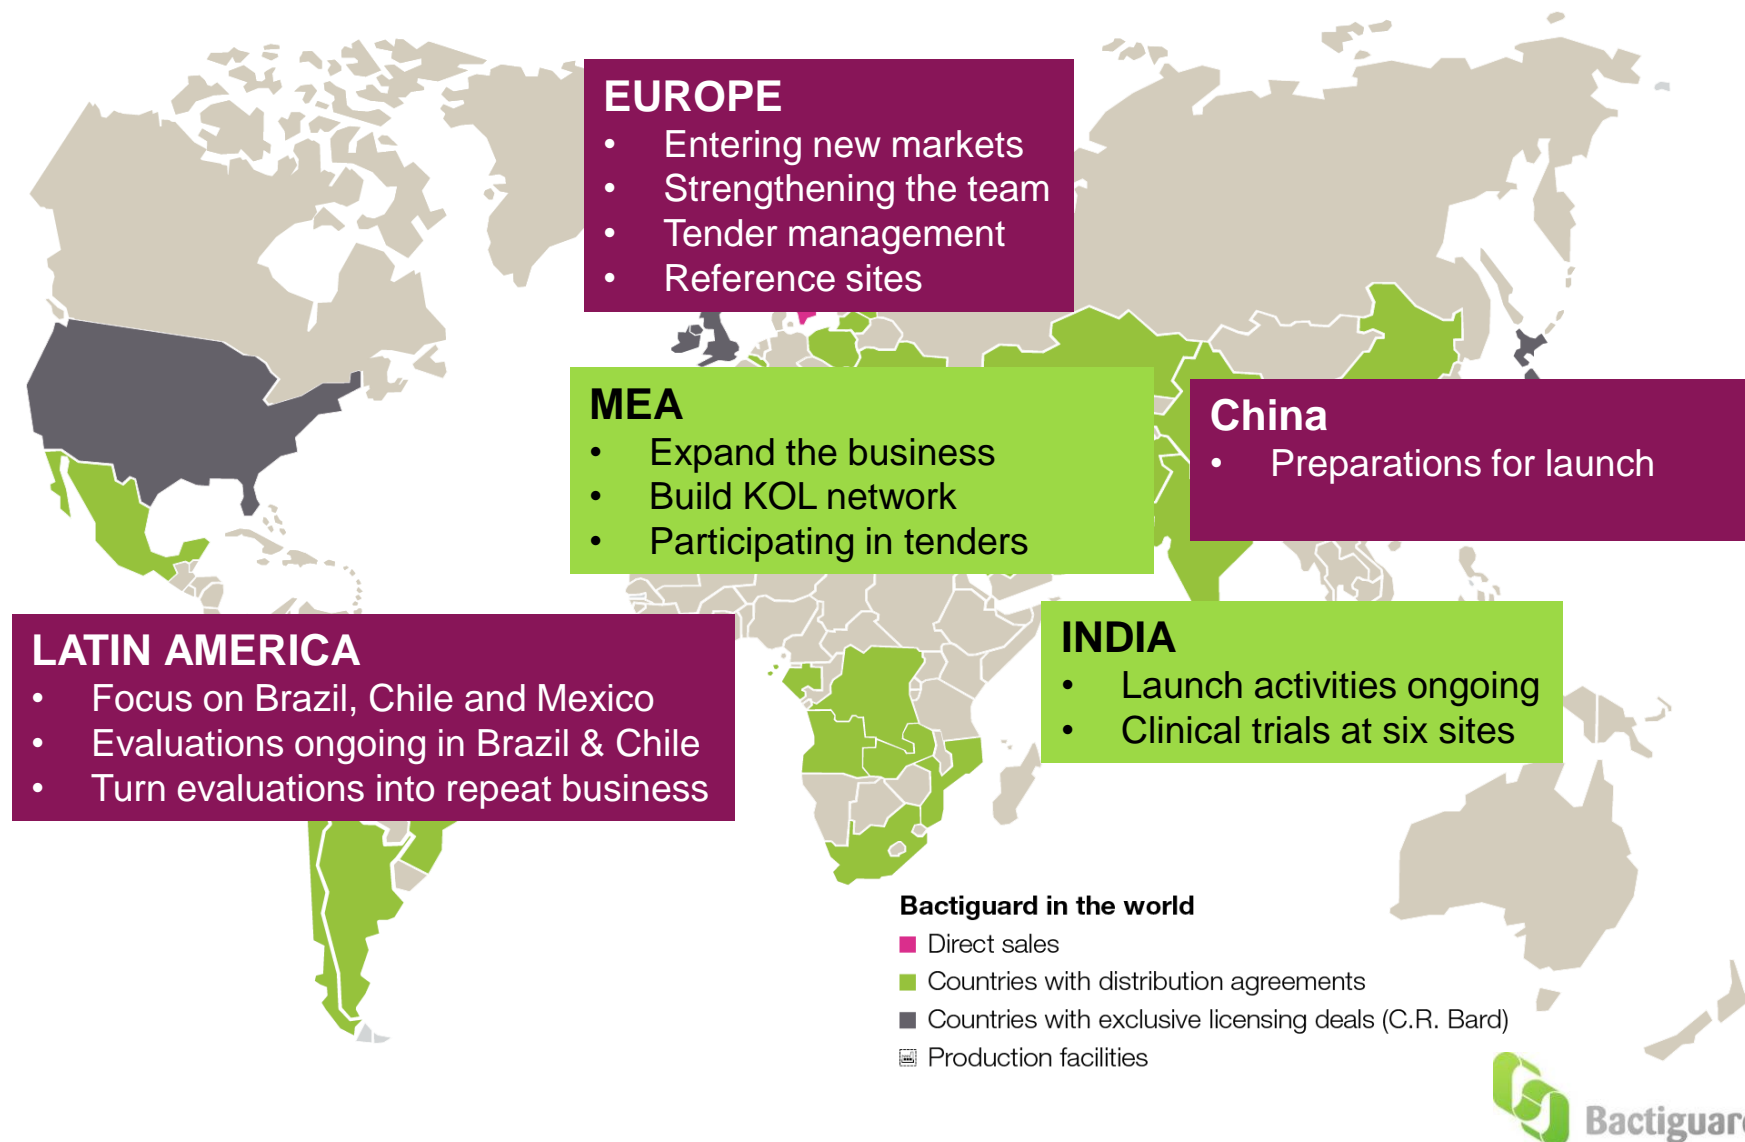 EUROPE
• Entering new markets
• Strengthening the team
• Tender management
• Reference sites
MEA
• Expand the business
• Build KOL network
• Participating in tenders
China
• Preparations for launch
LATIN AMERICA
• Focus on Brazil, Chile and Mexico
• Evaluations ongoing in Brazil & Chile
• Turn evaluations into repeat business
INDIA
• Launch activities ongoing
• Clinical trials at six sites
Bactiguard in the world
Direct sales
Countries with distribution agreements
Countries with exclusive licensing deals (C.R. Bard)
Production facilities
Bactiguard